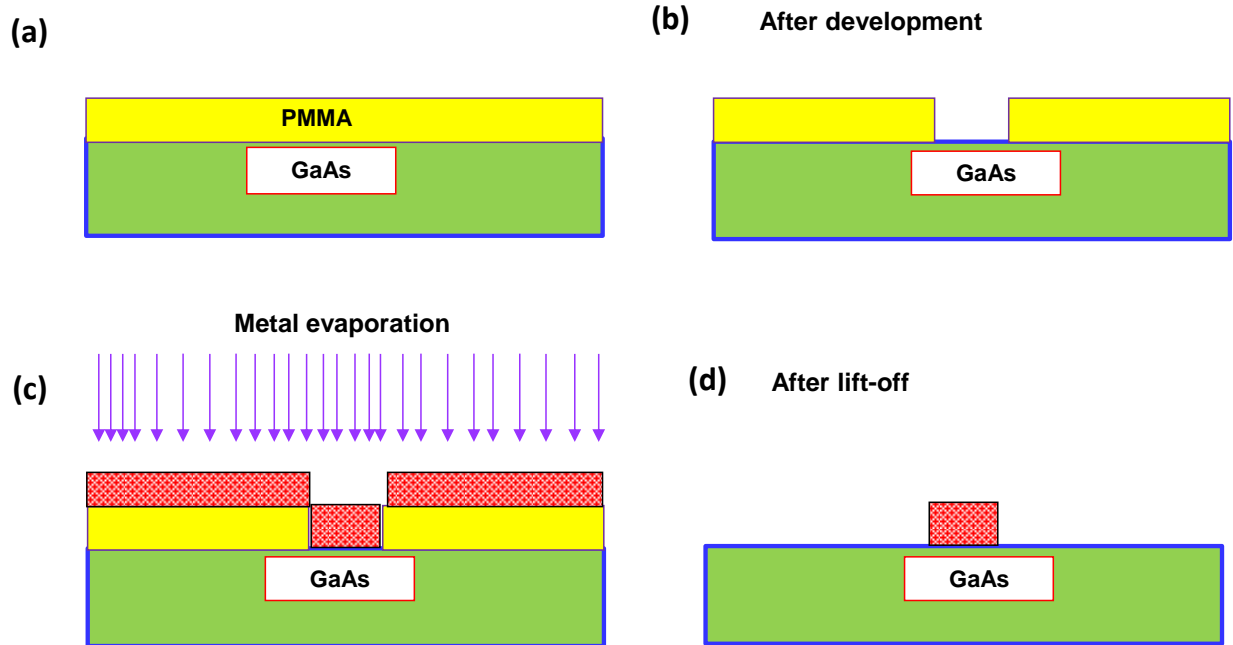 (a)
PMMA
GaAs
(b)
After development
GaAs
Metal evaporation
(c)
GaAs
(d)
After lift-off
GaAs